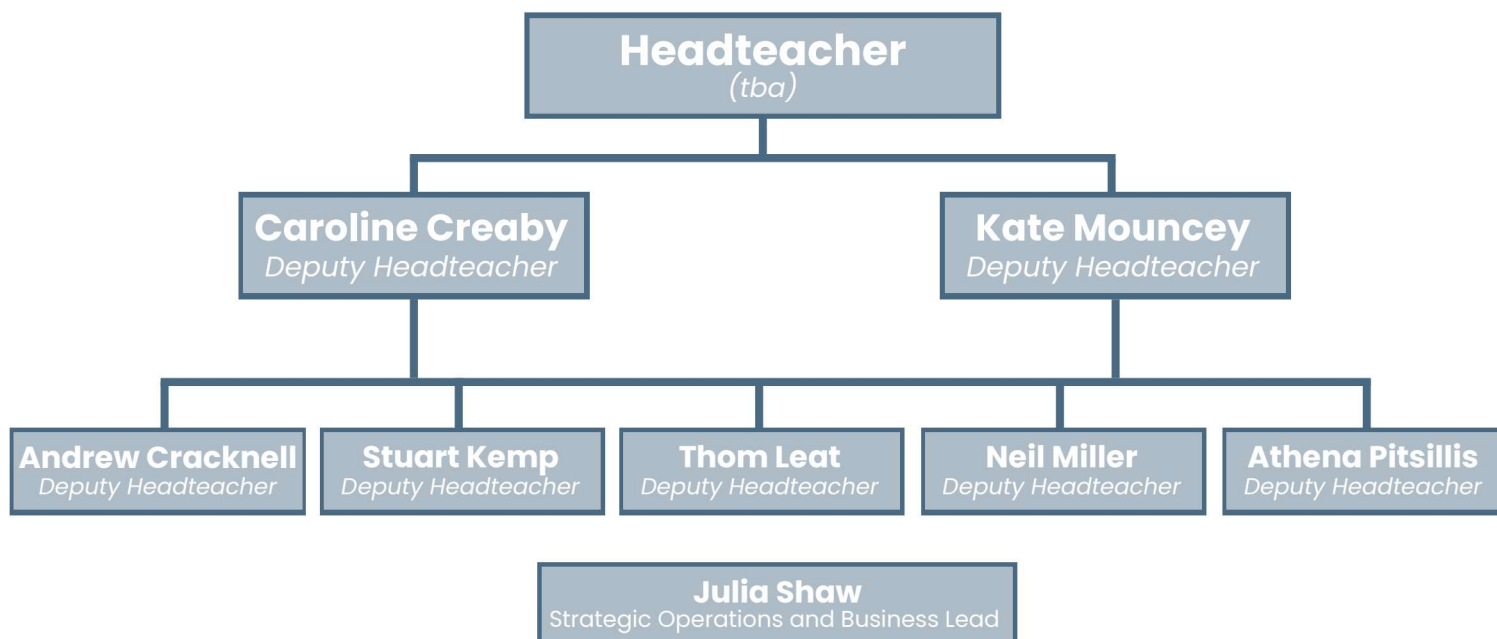 Headteacher
(tba)
Caroline Creaby
Deputy Headteacher
Kate Mouncey
Deputy Headteacher
Andrew Cracknell
Deputy Headteacher
Stuart Kemp
Deputy Headteacher
Thom Leat
Deputy Headteacher
Neil Miller
Deputy Headteacher
Athena Pitsillis
Deputy Headteacher
Julia Shaw
Strategic Operations and Business Lead